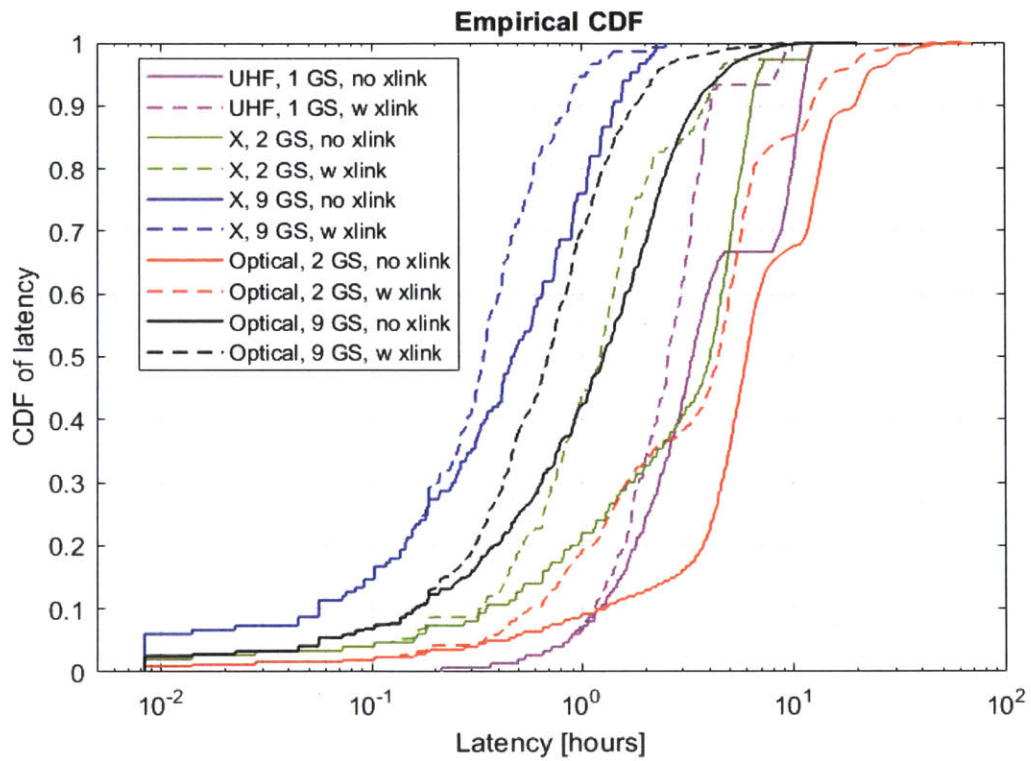 Empirical CDF
1
0.9
0.8
0.7
0.6
0.5
0.4
0.3
0.2
0.1
0
CDF of latency
UHF, 1 GS, no xlink
UHF, 1 GS, w xlink
X, 2 GS, no xlink
X, 2 GS, w xlink
X, 9 GS, no xlink
X, 9 GS, w xlink
Optical, 2 GS, no xlink
Optical, 2 GS, w xlink
Optical, 9 GS, no xlink
Optical, 9 GS, w xlink
10^-2 10^-1 10^0 10^1 10^2
Latency [hours]